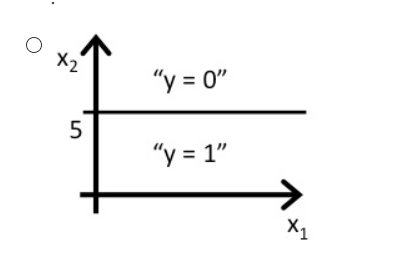 x₂
“y = 0”
5
“y = 1”
x₁